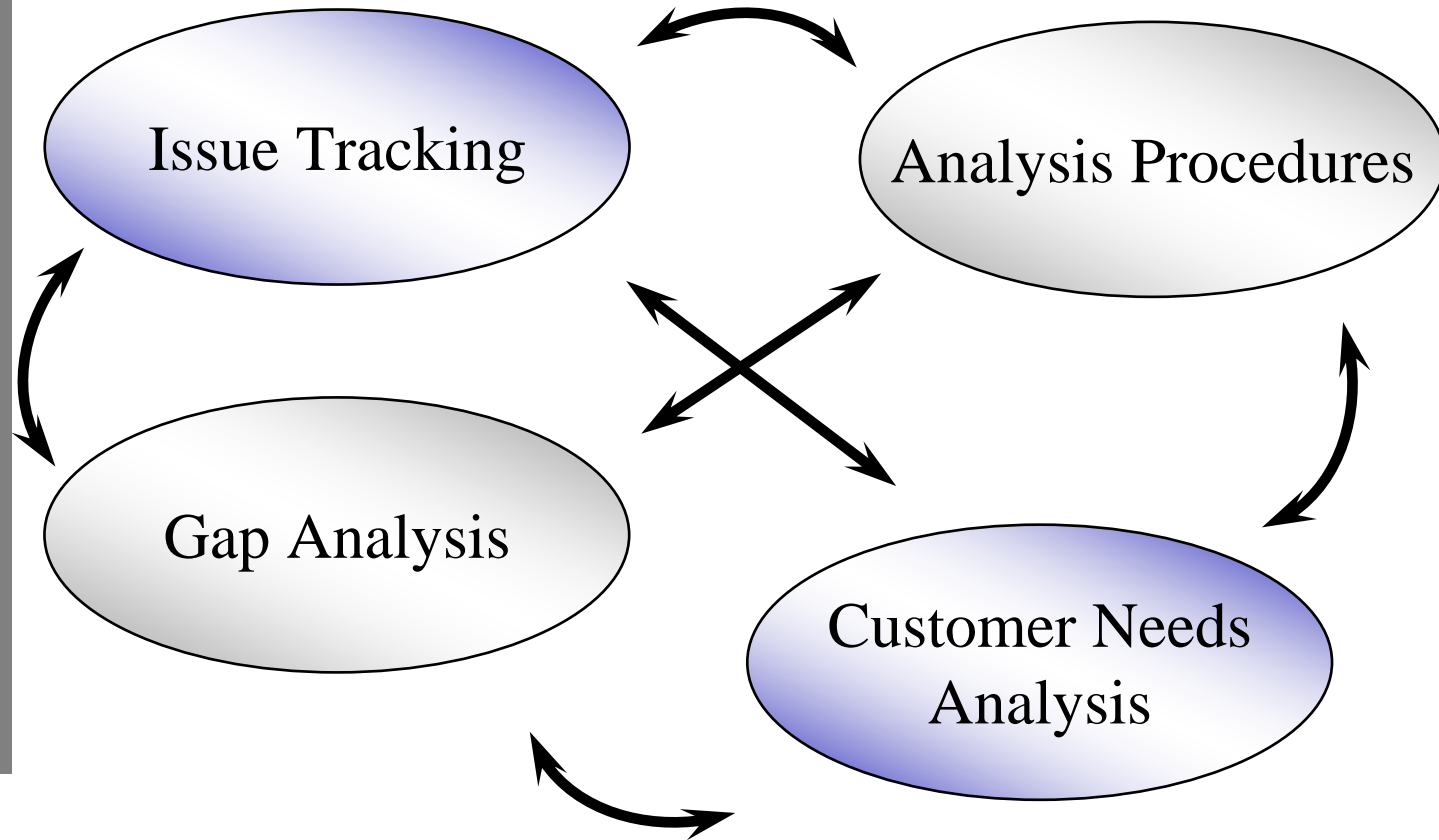 Issue Tracking
Analysis Procedures
Gap Analysis
Customer Needs
Analysis